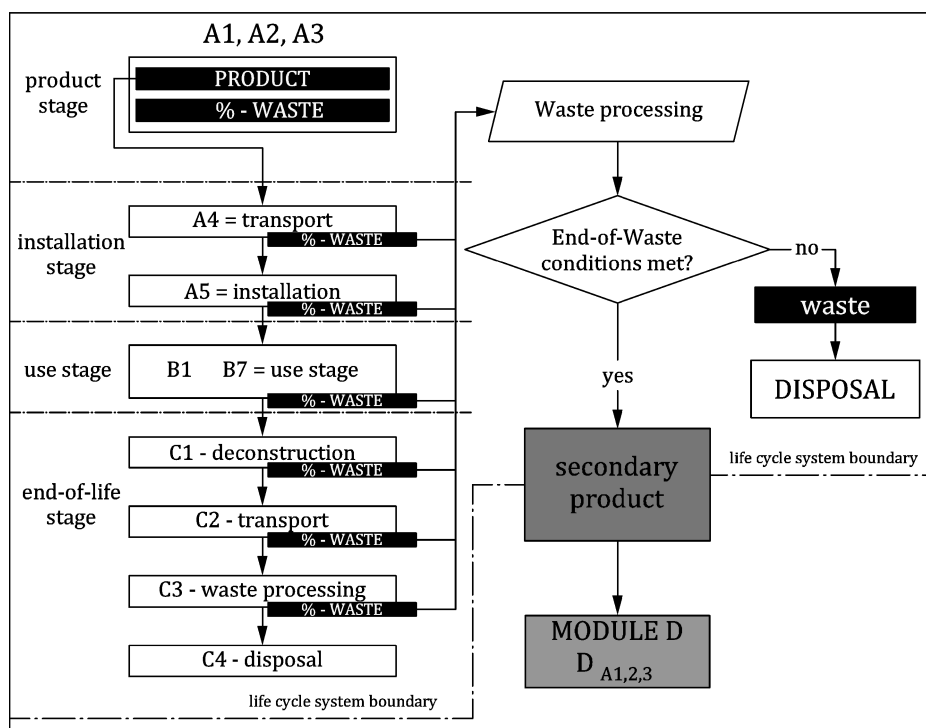 A1, A2, A3
product
stage
PRODUCT
% - WASTE
installation
stage
A4 = transport
% - WASTE
A5 = installation
% - WASTE
use stage
B1 B7 = use stage
% - WASTE
end-of-life
stage
C1 - deconstruction
% - WASTE
C2 - transport
% - WASTE
C3 - waste processing
% - WASTE
C4 - disposal
life cycle system boundary
Waste processing
End-of-Waste
conditions met?
no
waste
DISPOSAL
yes
secondary
product
life cycle system boundary
MODULE D
D A1,2,3